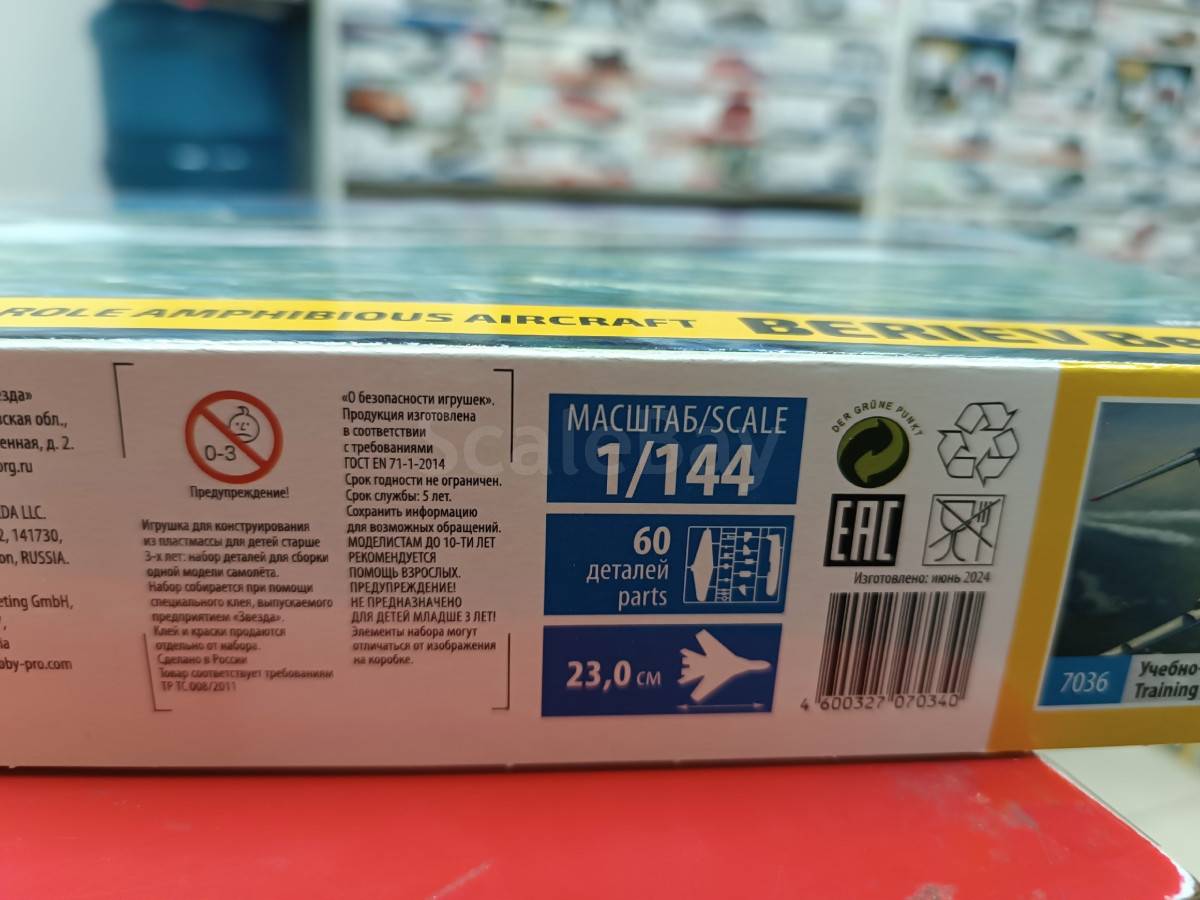 ROLE AMPHIBIOUS AIRCRAFT BERIEV Be
езда»
вская обл.,
енная, д. 2.
org.ru
ZDA LLC.
2, 141730,
on, RUSSIA.
eting GmbH,
oby-pro.com
0-3
Предупреждение!
Игрушка для конструирования
из пластмассы для детей старше
3-х лет: набор деталей для сборки
одной модели самолёта.
Набор собирается при помощи
специального клея, выпускаемого
предприятием «Звезда».
Клей и краски продаются
отдельно от набора.
Сделано в России
Товар соответствует требованиям
ТР ТС 008/2011
«О безопасности игрушек».
Продукция изготовлена
в соответствии
с требованиями
ГОСТ EN 71-1-2014
Срок годности не ограничен.
Срок службы: 5 лет.
Сохранить информацию
для возможных обращений.
МОДЕЛИСТАМ ДО 10-ТИ ЛЕТ
РЕКОМЕНДУЕТСЯ
ПОМОЩЬ ВЗРОСЛЫХ.
ПРЕДУПРЕЖДЕНИЕ!
НЕ ПРЕДНАЗНАЧЕНО
ДЛЯ ДЕТЕЙ МЛАДШЕ 3 ЛЕТ!
Элементы набора могут
отличаться от изображения
на коробке.
ScaleBay
МАСШТАБ/SCALE
1/144
60
деталей
parts
23,0 см
DER GRÜNE PUNKT
EAC
Изготовлено: июнь 2024
4 600327 070340
7036
Учебно-
Training